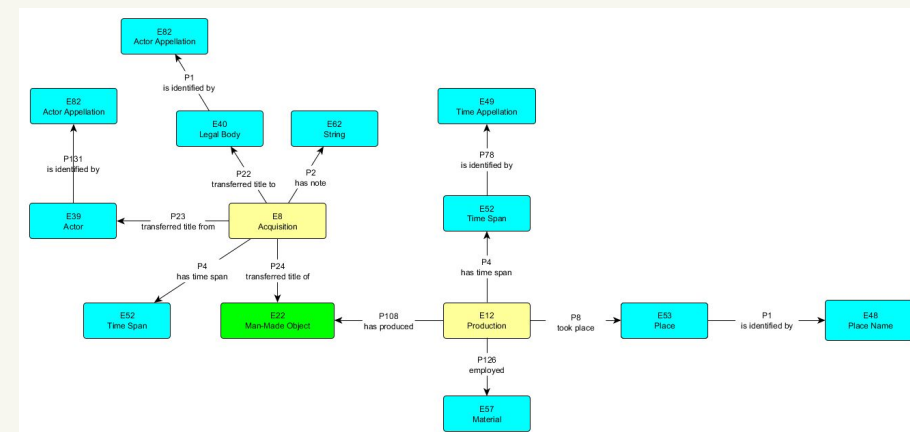 E82
Actor Appellation
P1
is identified by
E82
Actor Appellation
E40
Legal Body
E62
String
E49
Time Appellation
P131
is identified by
P22
transferred title to
P2
has note
P78
is identified by
E39
Actor
P23
transferred title from
E8
Acquisition
E52
Time Span
P4
has time span
P24
transferred title of
P4
has time span
E52
Time Span
E22
Man-Made Object
P108
has produced
E12
Production
P8
took place
E53
Place
P1
is identified by
E48
Place Name
P126
employed
E57
Material